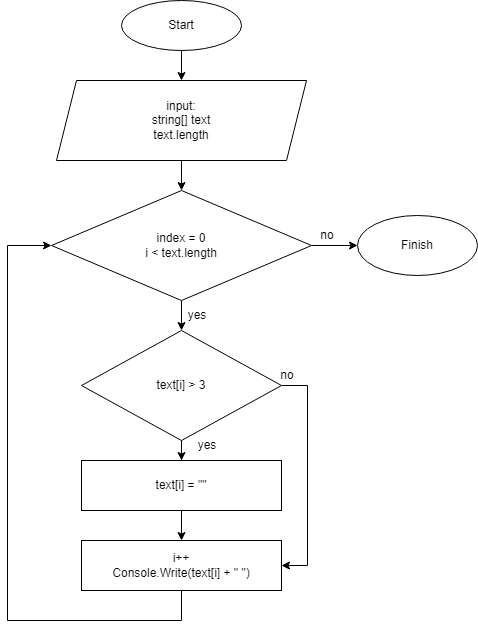 Start
input:
string[] text
text.length
index = 0
i < text.length
no
Finish
yes
text[i] > 3
no
yes
text[i] = ""
i++
Console.Write(text[i] + " ")